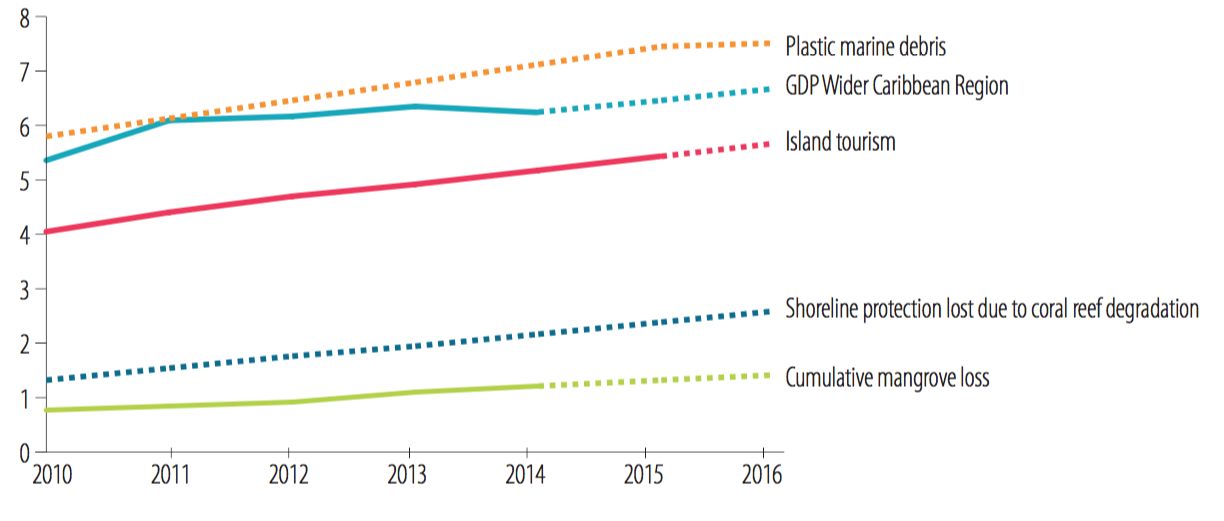 8
Plastic marine debris
7
GDP Wider Caribbean Region
6
Island tourism
5
4
3
Shoreline protection lost due to coral reef degradation
2
Cumulative mangrove loss
1
0
2010 2011 2012 2013 2014 2015 2016